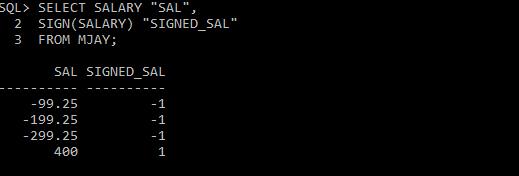 SQL> SELECT SALARY "SAL",
2 SIGN(SALARY) "SIGNED_SAL"
3 FROM MJAY;
SAL SIGNED_SAL
---------- ----------
-99.25 -1
-199.25 -1
-299.25 -1
400 1